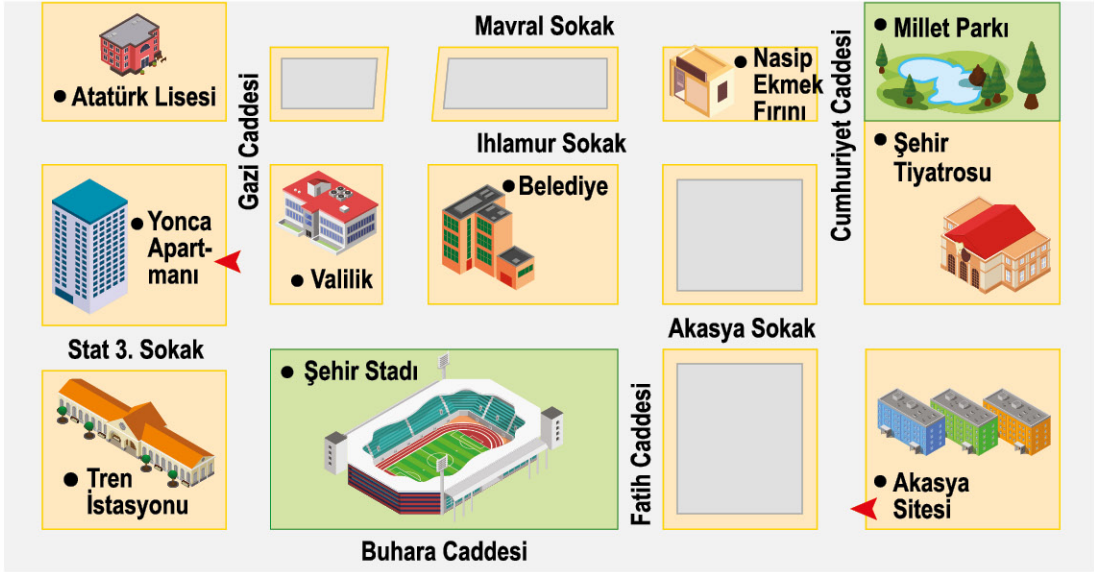 Mavral Sokak
Millet Parkı
Atatürk Lisesi
Gazi Caddesi
Nasip
Ekmek
Fırını
Cumhuriyet Caddesi
Ihlamur Sokak
Şehir
Tiyatrosu
Yonca
Apart-
manı
Valilik
Belediye
Stat 3. Sokak
Akasya Sokak
Şehir Stadı
Fatih Caddesi
Tren
İstasyonu
Akasya
Sitesi
Buhara Caddesi